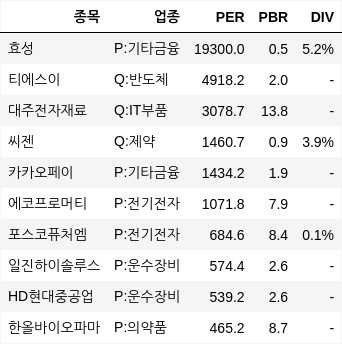 종목 업종 PER PBR DIV
효성 P:기타금융 19300.0 0.5 5.2%
티에스이 Q:반도체 4918.2 2.0 -
대주전자재료 Q:IT부품 3078.7 13.8 -
씨젠 Q:제약 1460.7 0.9 3.9%
카카오페이 P:기타금융 1434.2 1.9 -
에코프로머티 P:전기전자 1071.8 7.9 -
포스코퓨처엠 P:전기전자 684.6 8.4 0.1%
일진하이솔루스 P:운수장비 574.4 2.6 -
HD현대중공업 P:운수장비 539.2 2.6 -
한올바이오파마 P:의약품 465.2 8.7 -